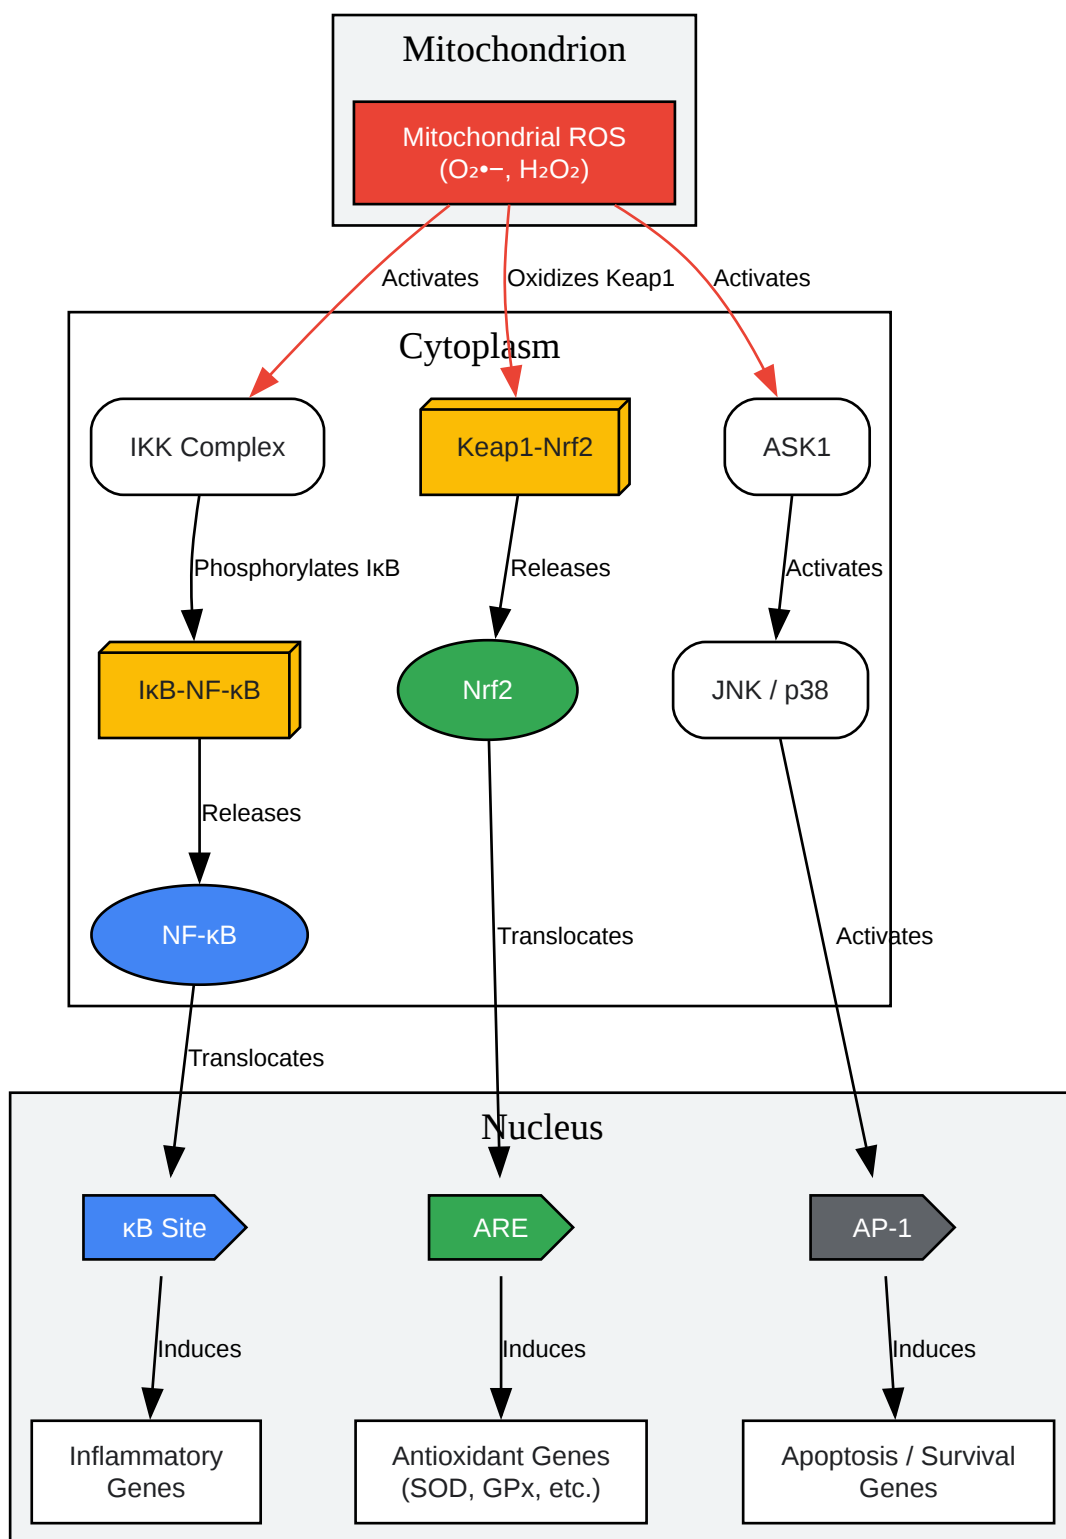 Mitochondrion
Mitochondrial ROS
(O₂•−, H₂O₂)
Activates
Oxidizes Keap1
Activates
Cytoplasm
IKK Complex
Keap1-Nrf2
ASK1
Phosphorylates IκB
Releases
Activates
IκB-NF-κB
Nrf2
JNK / p38
Releases
NF-κB
Translocates
Activates
Translocates
Nucleus
κB Site
ARE
AP-1
Induces
Induces
Induces
Inflammatory
Genes
Antioxidant Genes
(SOD, GPx, etc.)
Apoptosis / Survival
Genes